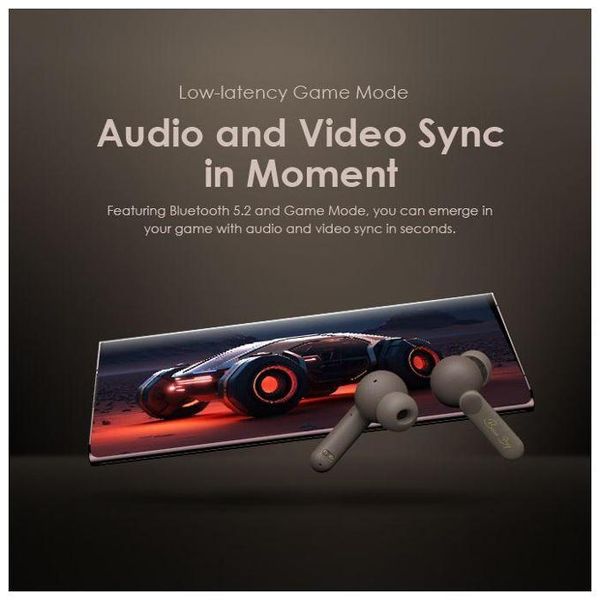 Low-latency Game Mode
Audio and Video Sync
in Moment
Featuring Bluetooth 5.2 and Game Mode, you can emerge in
your game with audio and video sync in seconds.